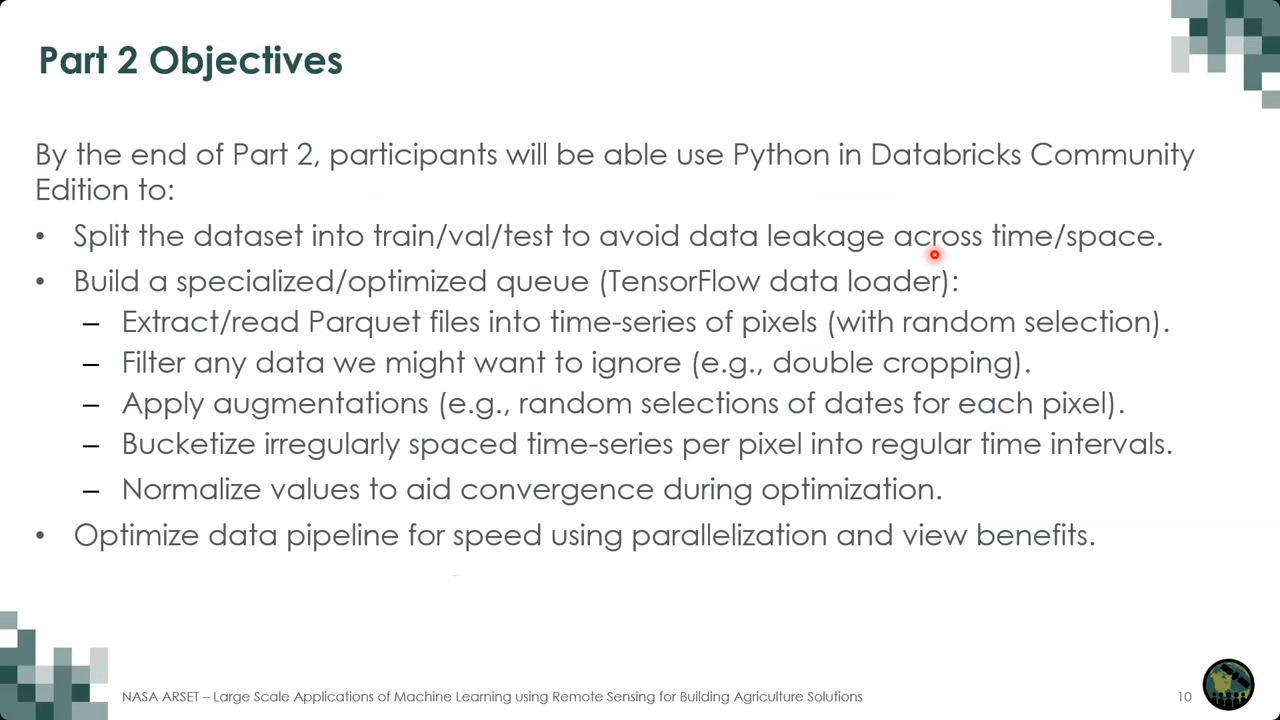 Part 2 Objectives
By the end of Part 2, participants will be able use Python in Databricks Community
Edition to:
• Split the dataset into train/val/test to avoid data leakage across time/space.
• Build a specialized/optimized queue (TensorFlow data loader):
– Extract/read Parquet files into time-series of pixels (with random selection).
– Filter any data we might want to ignore (e.g., double cropping).
– Apply augmentations (e.g., random selections of dates for each pixel).
– Bucketize irregularly spaced time-series per pixel into regular time intervals.
– Normalize values to aid convergence during optimization.
• Optimize data pipeline for speed using parallelization and view benefits.
NASA ARSET – Large Scale Applications of Machine Learning using Remote Sensing for Building Agriculture Solutions
10